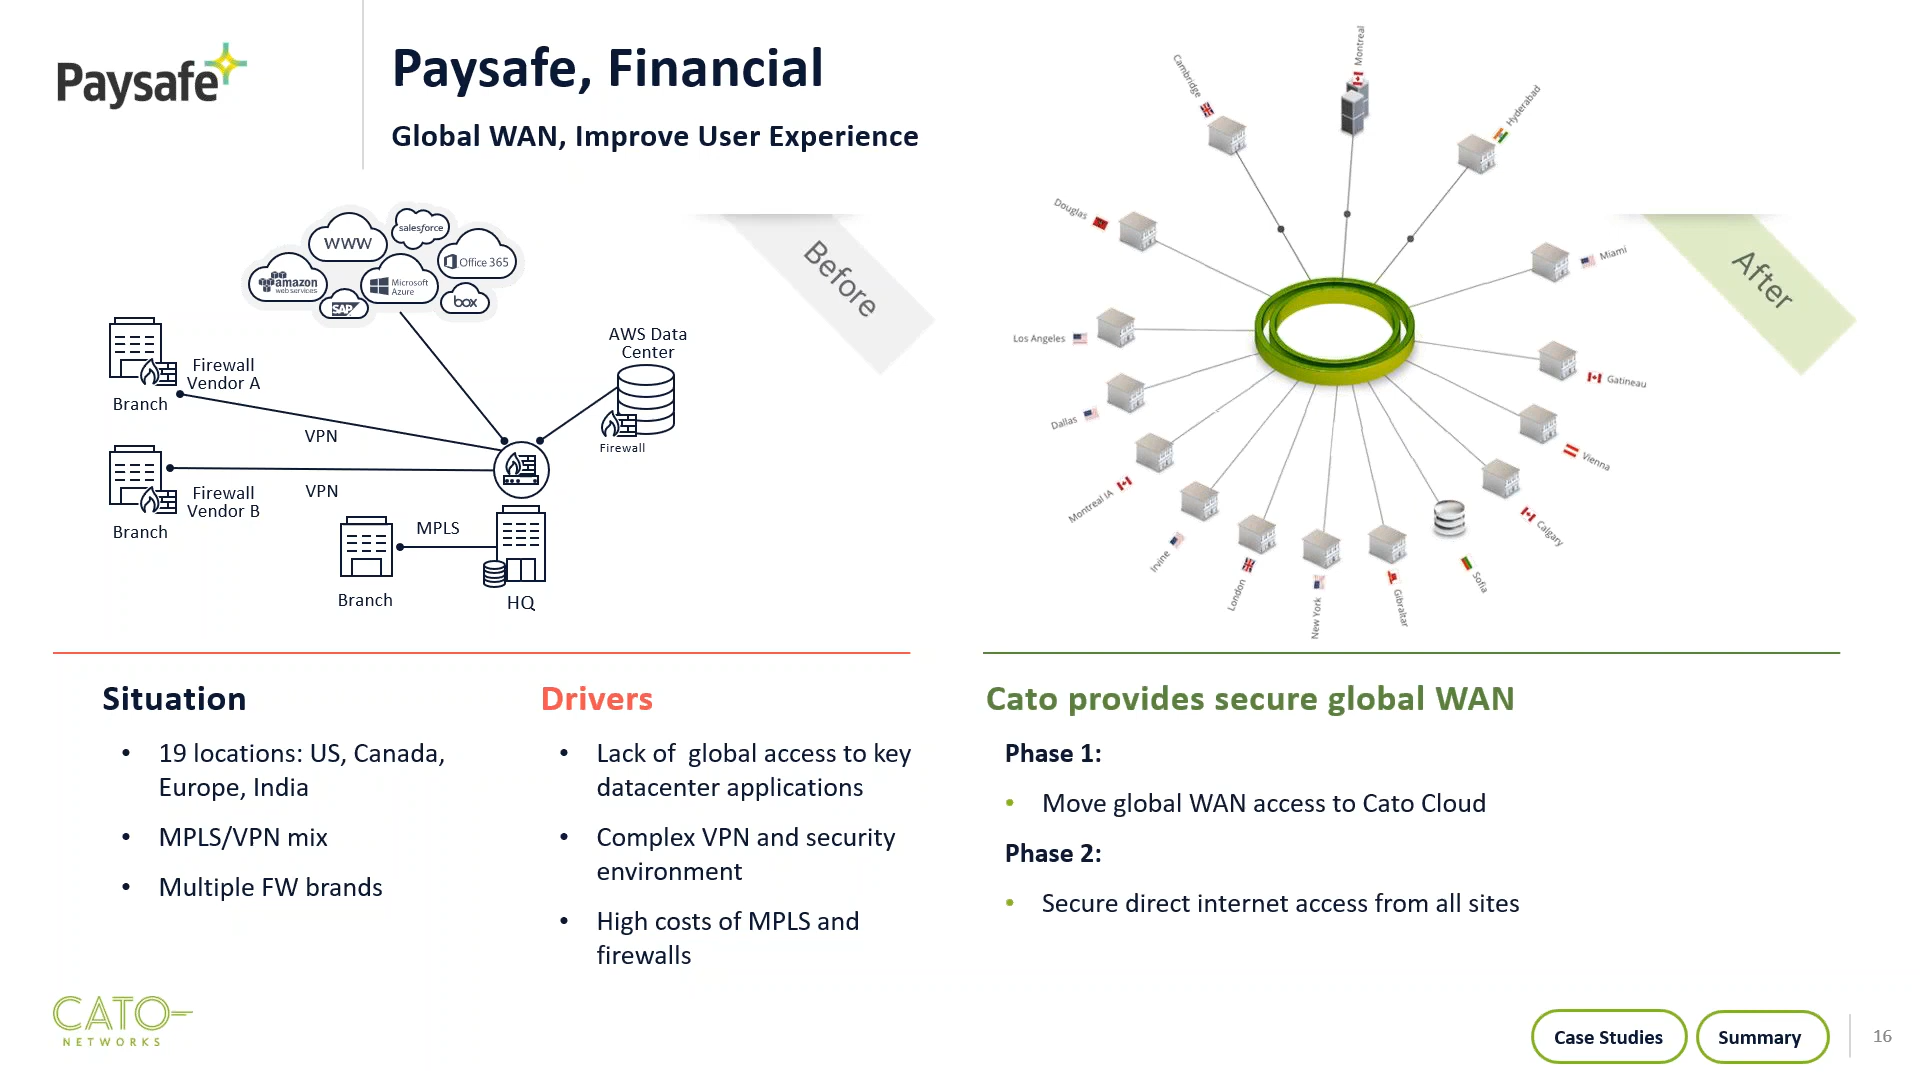 Paysafe
Paysafe, Financial
Global WAN, Improve User Experience
www
salesforce
Office 365
amazon
web services
Microsoft
Azure
SAP
box
Before
AWS Data
Center
Firewall
Firewall
Vendor A
Branch
VPN
Firewall
Vendor B
Branch
VPN
MPLS
Branch
HQ
After
Cambridge
Montreal
Hyderabad
Douglas
Miami
Los Angeles
Gatineau
Dallas
Vienna
Montreal IA
Calgary
Irvine
London
New York
Gibraltar
Sofia
Situation
• 19 locations: US, Canada,
Europe, India
• MPLS/VPN mix
• Multiple FW brands
Drivers
• Lack of  global access to key
datacenter applications
• Complex VPN and security
environment
• High costs of MPLS and
firewalls
Cato provides secure global WAN
Phase 1:
• Move global WAN access to Cato Cloud
Phase 2:
• Secure direct internet access from all sites
CATO
NETWORKS
Case Studies
Summary
16